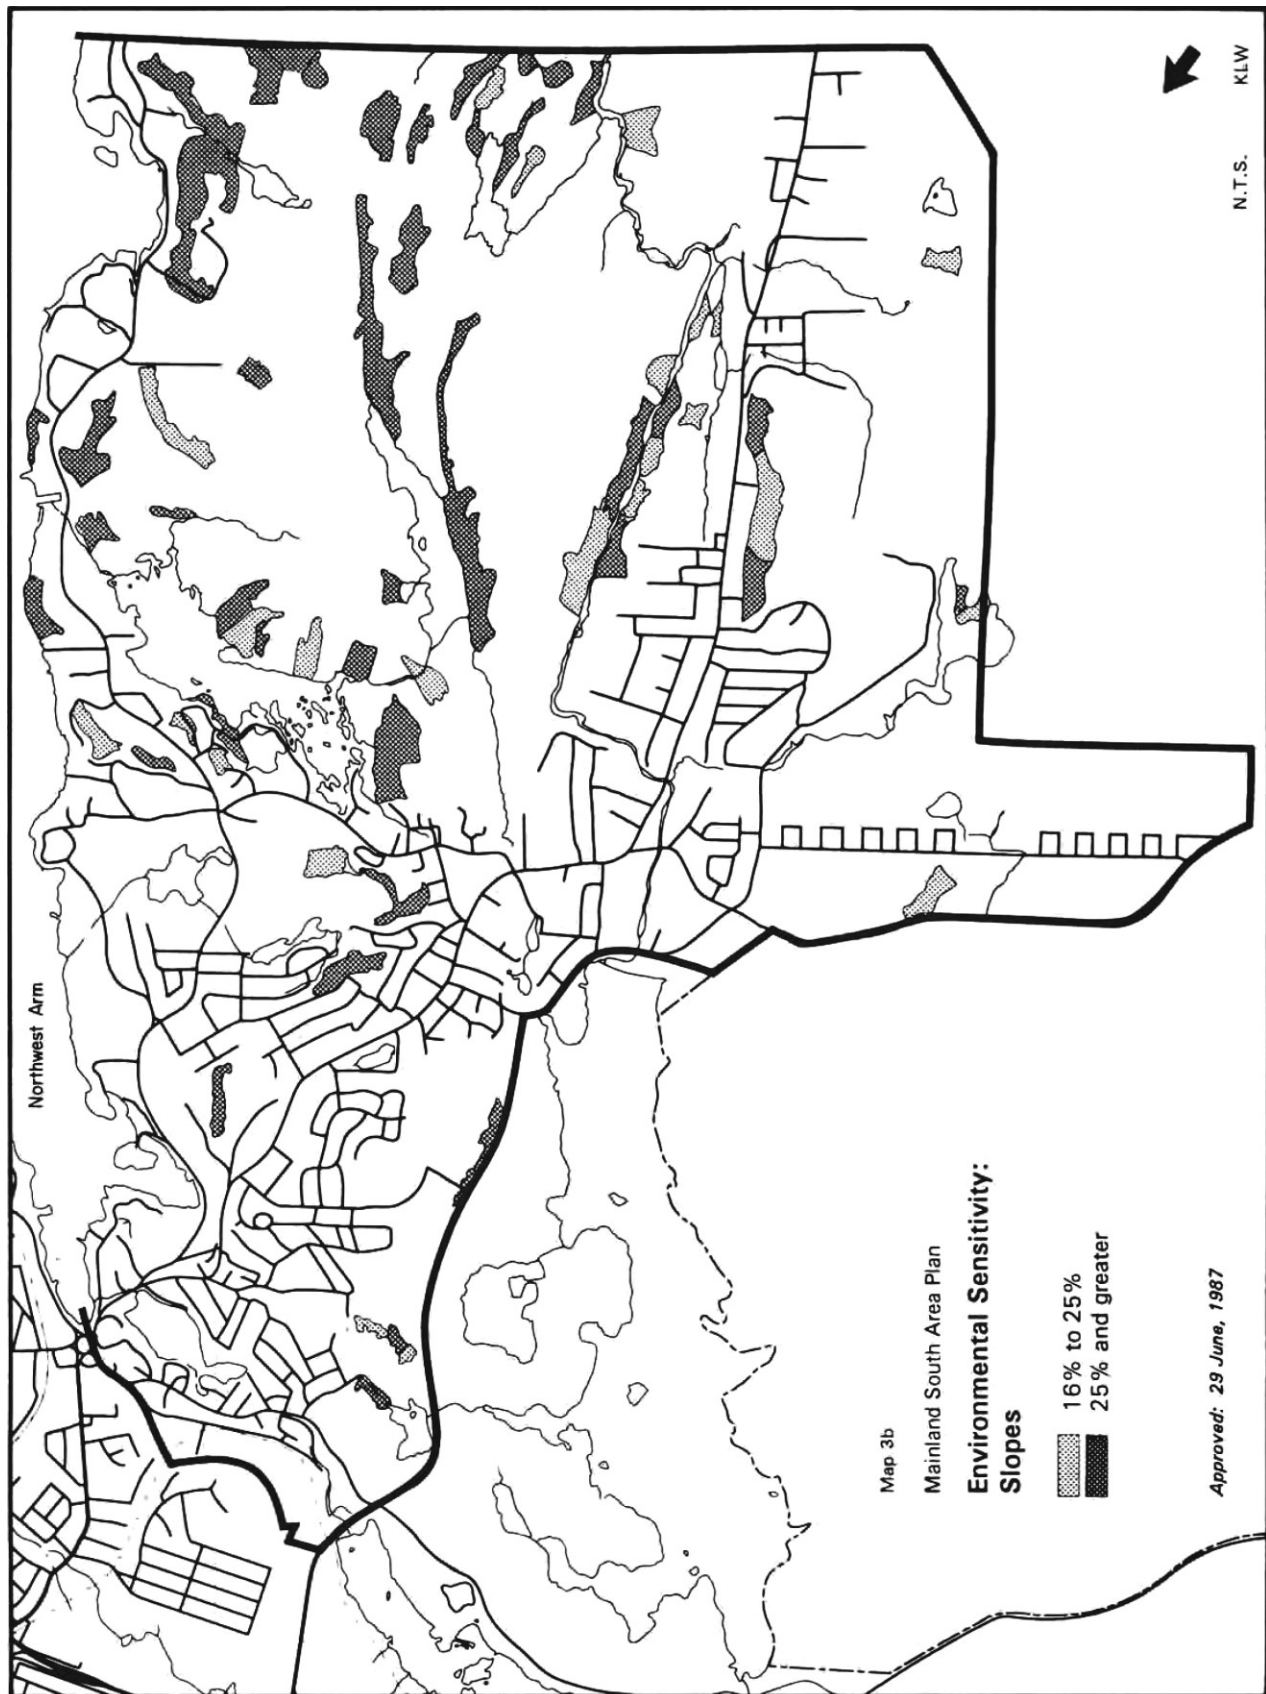 Northwest Arm
Map 3b
Mainland South Area Plan
Environmental Sensitivity:
Slopes
16% to 25%
25% and greater
Approved: 29 June, 1987
N.T.S. KLW